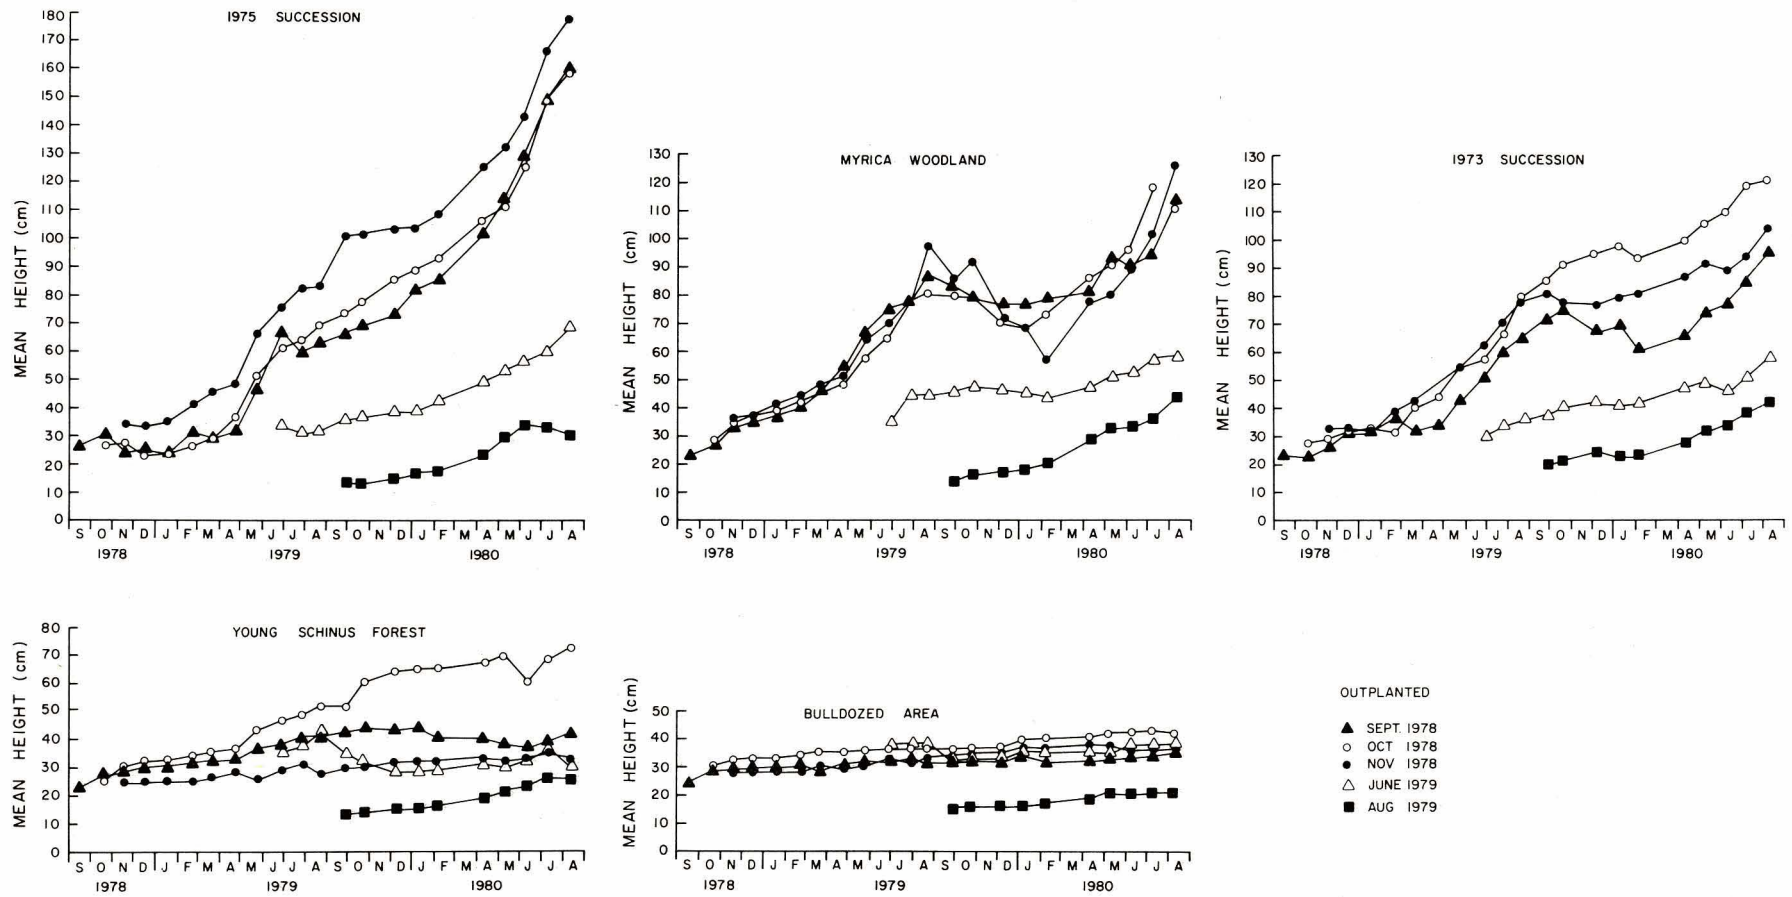 1975 SUCCESSION
MEAN HEIGHT (cm)
180
170
160
150
140
130
120
110
100
90
80
70
60
50
40
30
20
10
0
S O N D J F M A M J J A S O N D J F M A M J J A
1978 1979 1980
MYRICA WOODLAND
MEAN HEIGHT (cm)
130
120
110
100
90
80
70
60
50
40
30
20
10
0
S O N D J F M A M J J A S O N D J F M A M J J A
1978 1979 1980
1973 SUCCESSION
MEAN HEIGHT (cm)
130
120
110
100
90
80
70
60
50
40
30
20
10
0
S O N D J F M A M J J A S O N D J F M A M J J A
1978 1979 1980
YOUNG SCHINUS FOREST
MEAN HEIGHT (cm)
80
70
60
50
40
30
20
10
0
S O N D J F M A M J J A S O N D J F M A M J J A
1978 1979 1980
BULLDOZED AREA
MEAN HEIGHT (cm)
50
40
30
20
10
0
S O N D J F M A M J J A S O N D J F M A M J J A
1978 1979 1980
OUTPLANTED
SEPT. 1978
OCT 1978
NOV 1978
JUNE 1979
AUG 1979